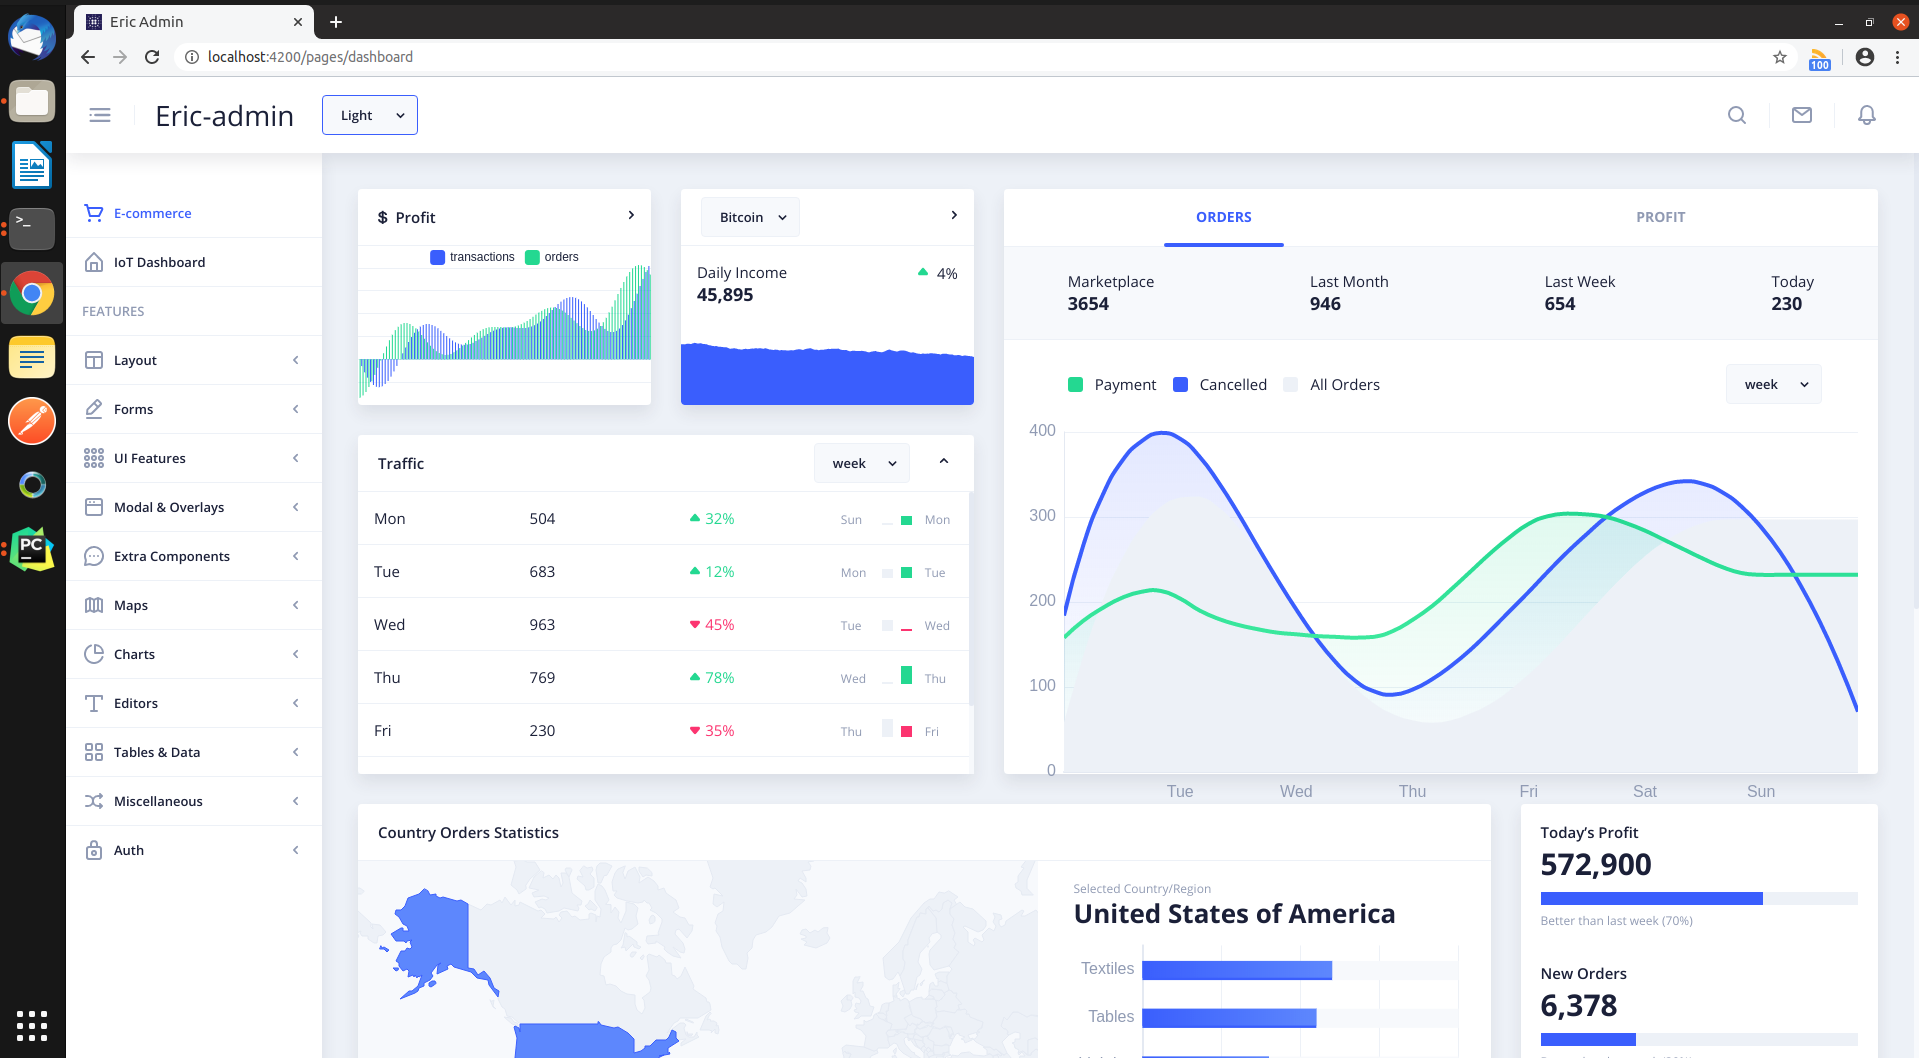 Eric Admin
localhost:4200/pages/dashboard
100
Eric-admin
Light
E-commerce
IoT Dashboard
FEATURES
Layout
Forms
UI Features
Modal & Overlays
Extra Components
Maps
Charts
Editors
Tables & Data
Miscellaneous
Auth
>_
PC
$ Profit
transactions orders
Bitcoin
Daily Income
4%
45,895
ORDERS PROFIT
Marketplace Last Month Last Week Today
3654 946 654 230
Payment Cancelled All Orders
week
400
300
200
100
0
Tue Wed Thu Fri Sat Sun
Traffic
week
Mon 504 32% Sun Mon
Tue 683 12% Mon Tue
Wed 963 45% Tue Wed
Thu 769 78% Wed Thu
Fri 230 35% Thu Fri
Country Orders Statistics
Selected Country/Region
United States of America
Textiles
Tables
Today's Profit
572,900
Better than last week (70%)
New Orders
6,378